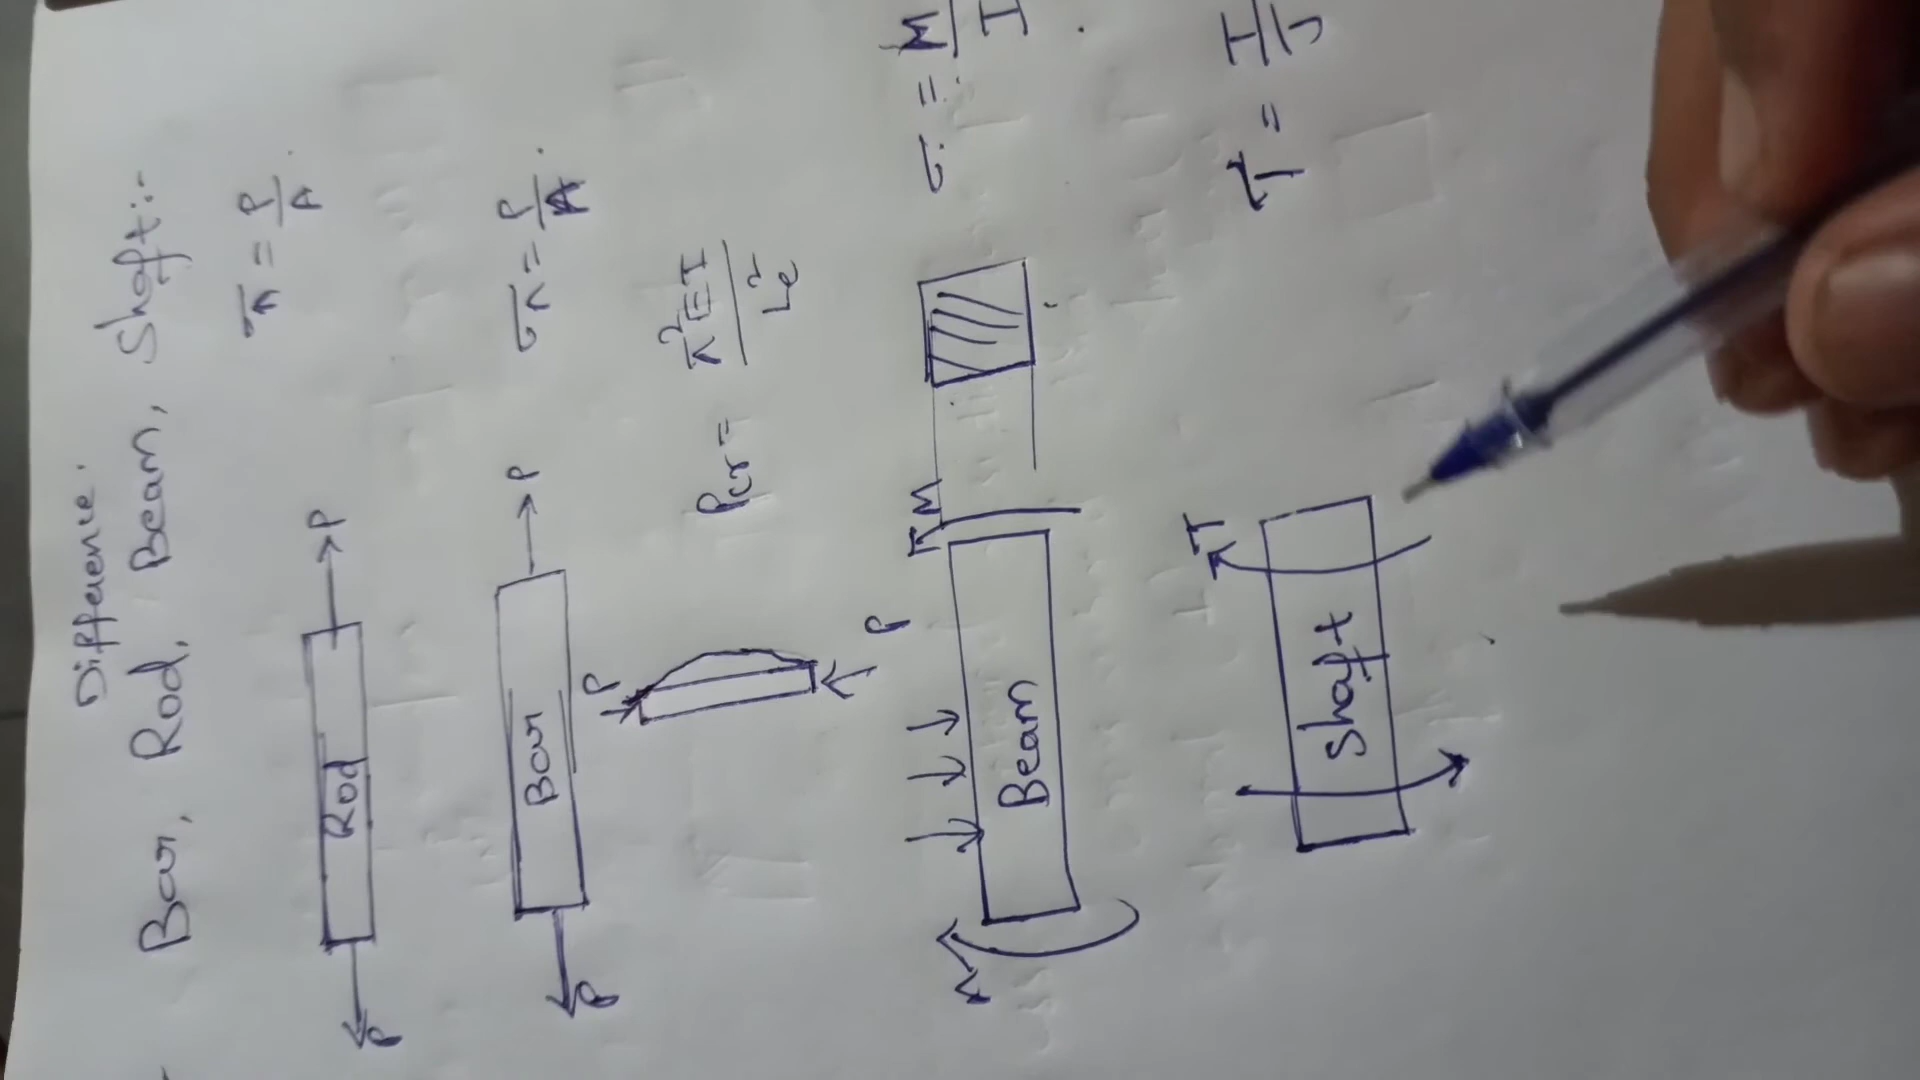 Difference:
Bar, Rod, Beam, Shaft:-
P Rod P
σ = P/A
P Bar P
σ = P/A
P P
Pcr = π²EI/Le²
Beam M
σ = M/I
Shaft T
τ = T/J